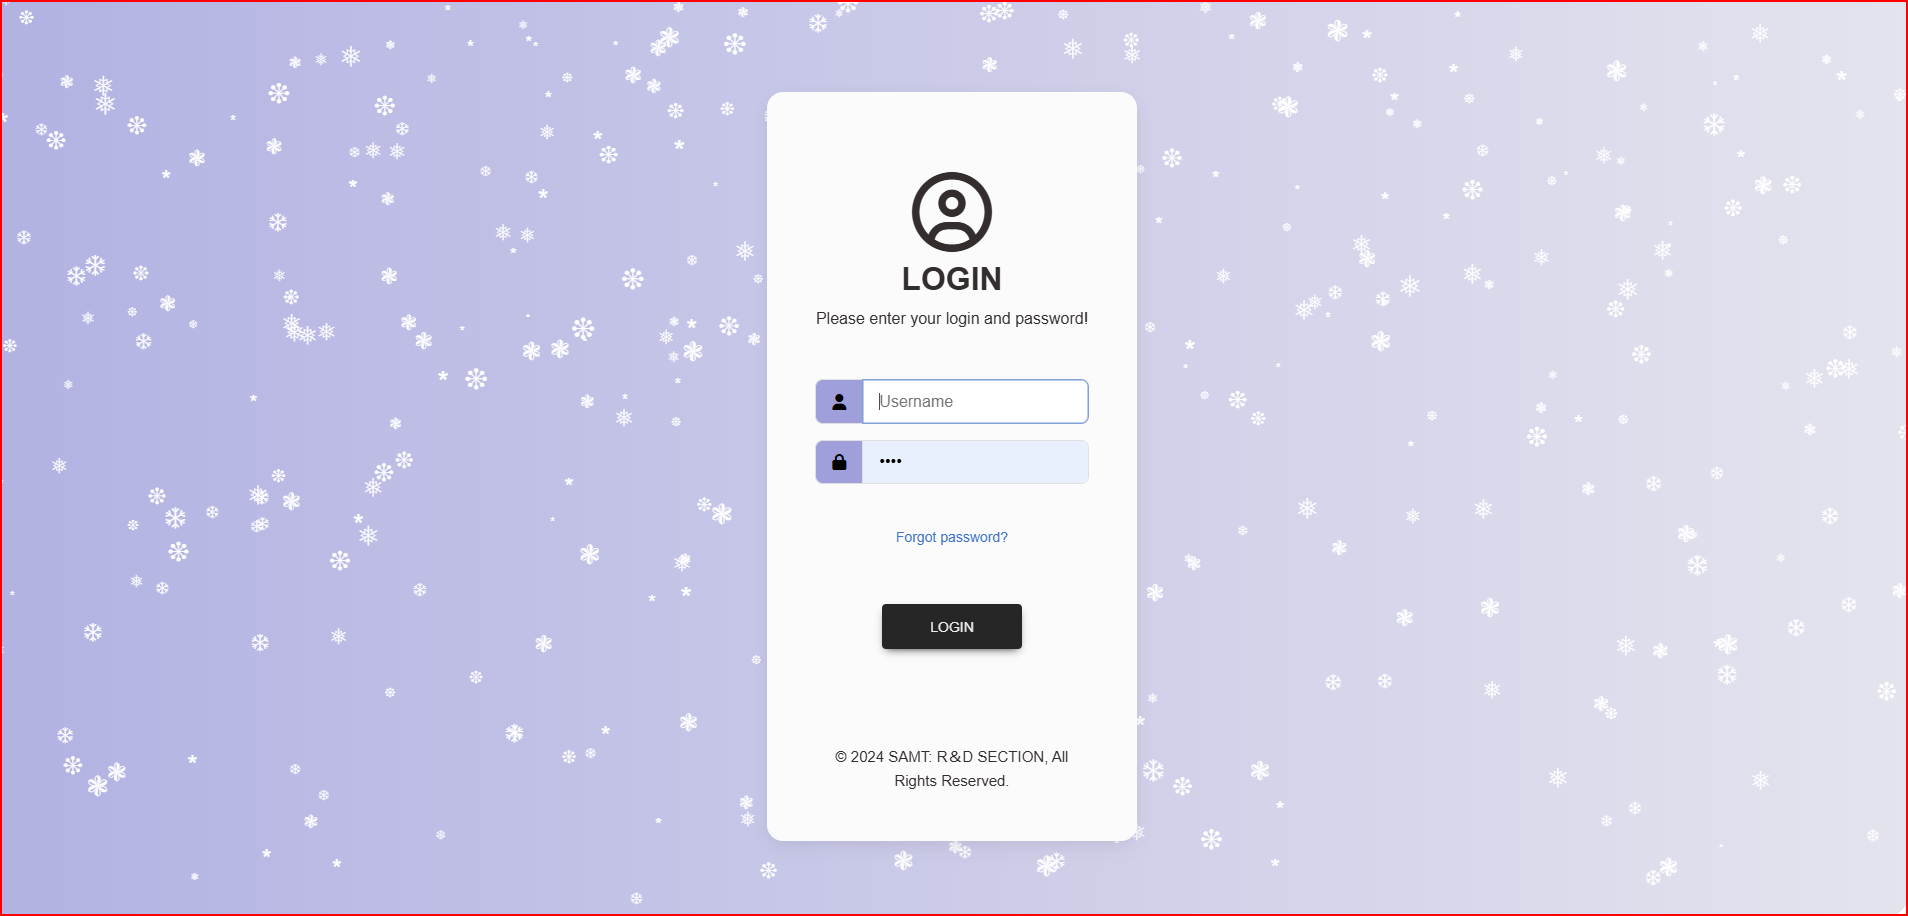 LOGIN
Please enter your login and password!
Username
••••
Forgot password?
LOGIN
© 2024 SAMT: R&D SECTION, All
Rights Reserved.